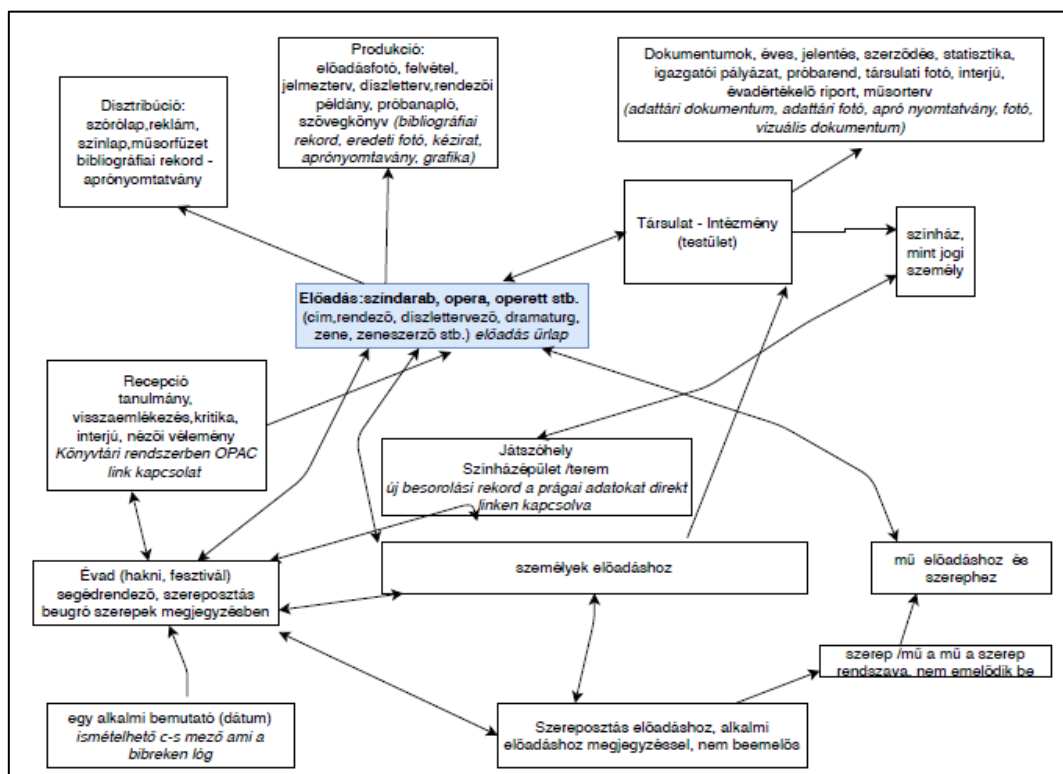 Produkció:
előadásfotó, felvétel,
jelmezterv, díszletterv,rendezői
példány, próbanapló,
szövegkönyv (bibliográfiai
rekord, eredeti fotó, kézirat,
aprónyomtavány, grafika)
Dokumentumok, éves, jelentés, szerződés, statisztika,
igazgatói pályázat, próbarend, társulati fotó, interjú,
évadértékelő riport, műsorterv
(adattári dokumentum, adattári fotó, apró nyomtatvány, fotó,
vizuális dokumentum)
Disztribúció:
szórólap,reklám,
színlap,műsorfüzet
bibliográfiai rekord -
aprónyomtatvány
Társulat - Intézmény
(testület)
színház,
mint jogi
személy
Előadás:színdarab, opera, operett stb.
(cím,rendező, díszlettervező, dramaturg,
zene, zeneszerző stb.) előadás űrlap
Recepció
tanulmány,
visszaemlékezés,kritika,
interjú, nézői vélemény
Könyvtári rendszerben OPAC
link kapcsolat
Játszóhely
Színházépület /terem
új besorolási rekord a prágai adatokat direkt
linken kapcsolva
Évad (hakni, fesztivál)
segédrendező, szereposztás
beugró szerepek megjegyzésben
személyek előadáshoz
mű előadáshoz és
szerephez
szerep /mű a mű a szerep
rendszava, nem emelődik be
egy alkalmi bemutató (dátum)
ismételhető c-s mező ami a
bibreken lóg
Szereposztás előadáshoz, alkalmi
előadáshoz megjegyzéssel, nem beemelős